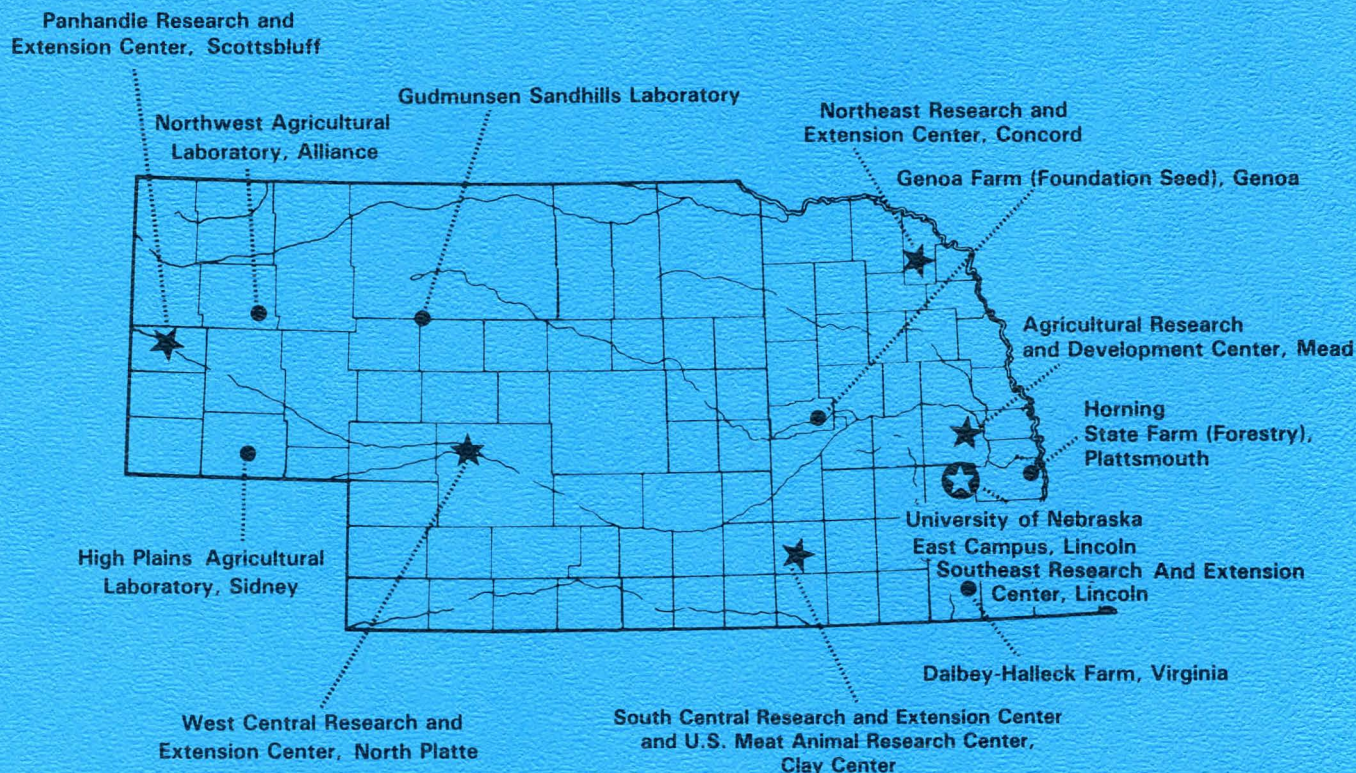 Panhandle Research and
Extension Center, Scottsbluff
Northwest Agricultural
Laboratory, Alliance
Gudmunsen Sandhills Laboratory
Northeast Research and
Extension Center, Concord
Genoa Farm (Foundation Seed), Genoa
Agricultural Research
and Development Center, Mead
Horning
State Farm (Forestry),
Plattsmouth
University of Nebraska
East Campus, Lincoln
Southeast Research And Extension
Center, Lincoln
High Plains Agricultural
Laboratory, Sidney
Dalbey-Halleck Farm, Virginia
West Central Research and
Extension Center, North Platte
South Central Research and Extension Center
and U.S. Meat Animal Research Center,
Clay Center